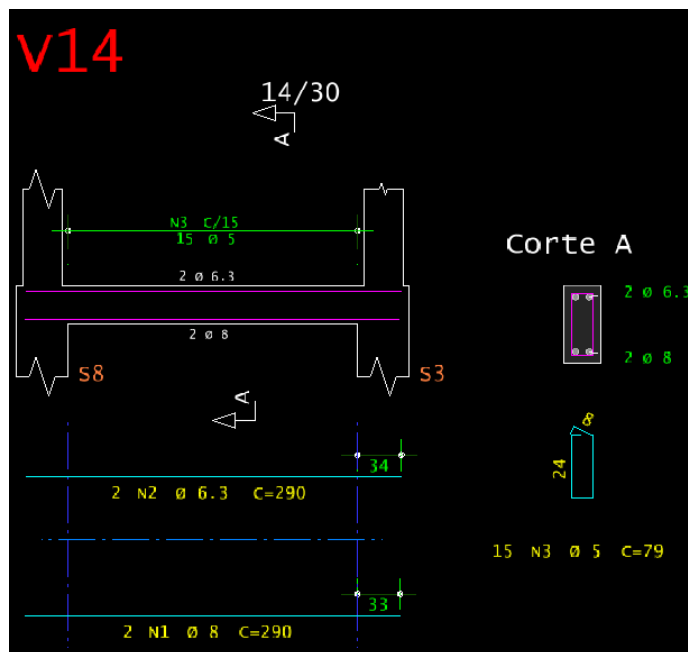 V14
14/30
A
N3 C/15
15 Ø 5
Corte A
2 Ø 6.3
2 ø 6.3
2 Ø 8
2 Ø 8
S8
S3
A
8
34
24
2 N2 Ø 6.3 C=290
15 N3 Ø 5 C=79
33
2 N1 Ø 8 C=290